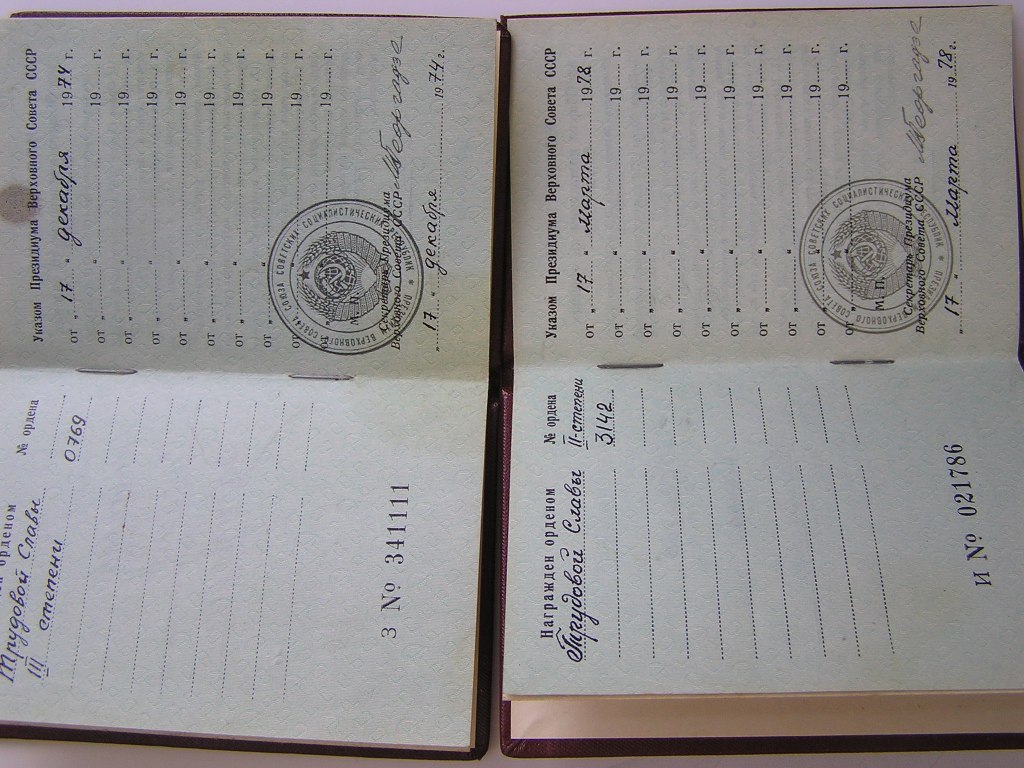 Награжден орденом № ордена
Трудовой Славы II-степени
3142
И № 021786
Указом Президиума Верховного Совета СССР
от „ 17 “ марта 1978 г.
от „ “ 19 г.
от „ “ 19 г.
от „ “ 19 г.
от „ “ 19 г.
от „ “ 19 г.
от „ “ 19 г.
от „ “ 19 г.
от „ “ 19 г.
от „ “ 19 г.
М. П.
Секретарь Президиума
Верховного Совета СССР
„ 17 “ марта 1978 г.
орденом № ордена
Трудовой Славы
III степени 0769
З № 341111
Указом Президиума Верховного Совета СССР
от „ 17 “ декабря 1974 г.
от „ “ 19 г.
от „ “ 19 г.
от „ “ 19 г.
от „ “ 19 г.
от „ “ 19 г.
от „ “ 19 г.
от „ “ 19 г.
от „ “ 19 г.
от „ “ 19 г.
М. П.
Секретарь Президиума
Верховного Совета СССР
„ 17 “ декабря 1974 г.